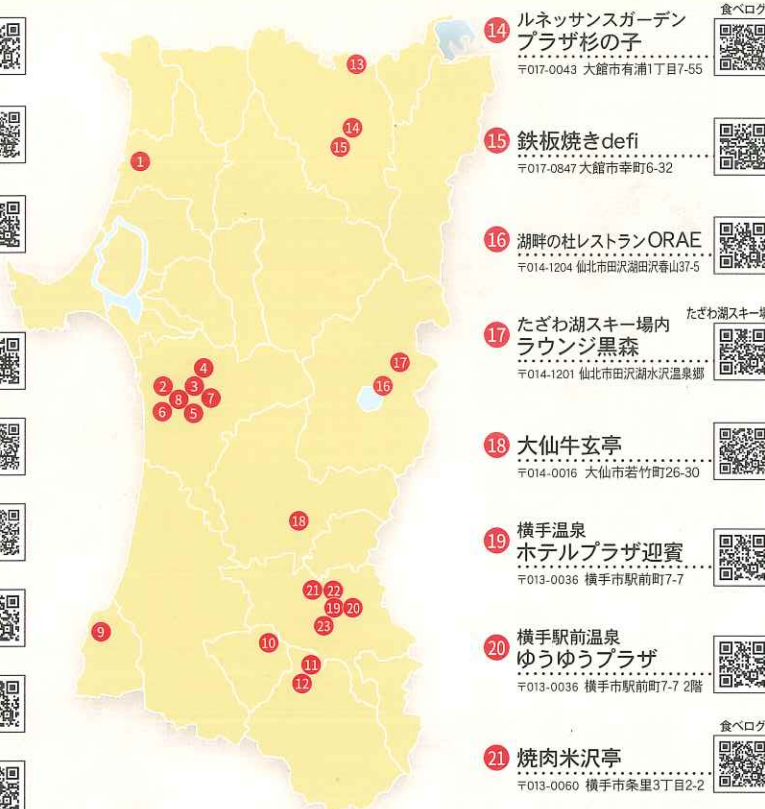 13
14
15
1
4
2
3
8
7
6
5
17
16
18
21
22
19
20
23
9
10
11
12
食べログ
14 ルネッサンスガーデン
プラザ杉の子
〒017-0043 大館市有浦1丁目7-55
15 鉄板焼きdefi
〒017-0847 大館市幸町6-32
16 湖畔の杜レストランORAE
〒014-1204 仙北市田沢湖田沢春山37-5
たざわ湖スキー場
17 たざわ湖スキー場内
ラウンジ黒森
〒014-1201 仙北市田沢湖水沢温泉郷
18 大仙牛玄亭
〒014-0016 大仙市若竹町26-30
19 横手温泉
ホテルプラザ迎賓
〒013-0036 横手市駅前町7-7
20 横手駅前温泉
ゆうゆうプラザ
〒013-0036 横手市駅前町7-7 2階
食べログ
21 焼肉米沢亭
〒013-0060 横手市条里3丁目2-2